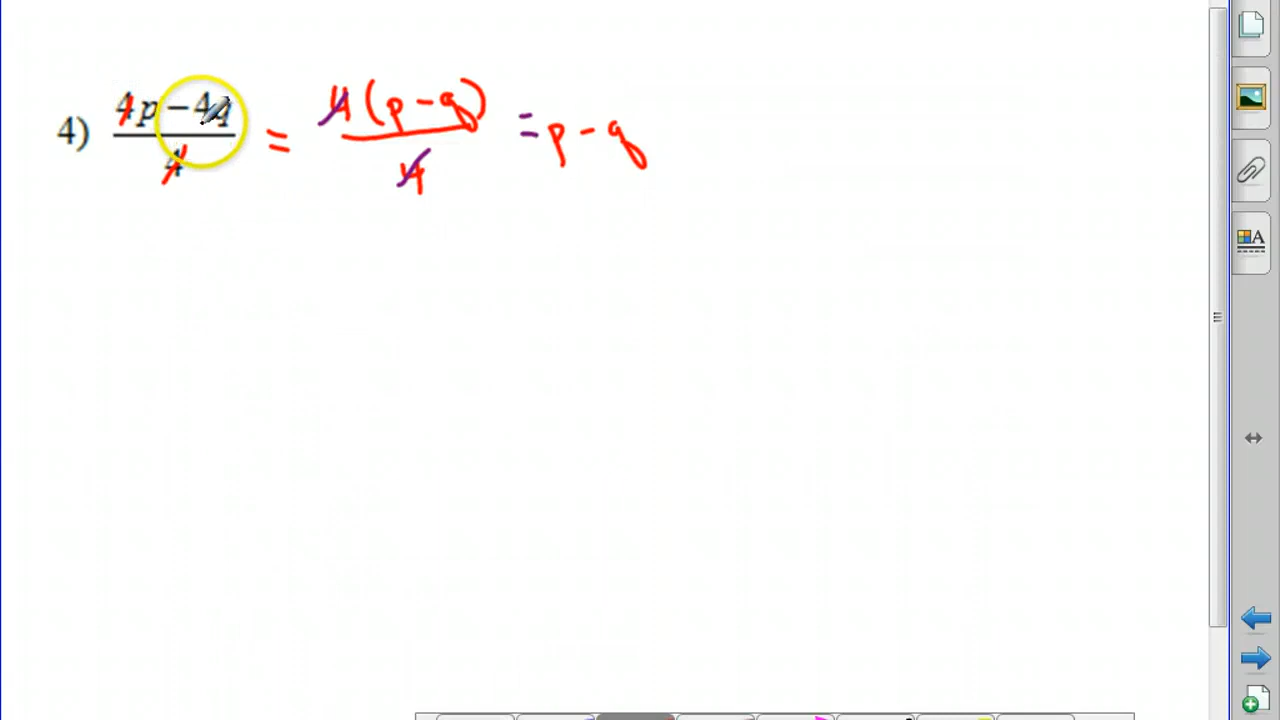 4) (4p − 4q)/4 = 4(p − q)/4 = p − q